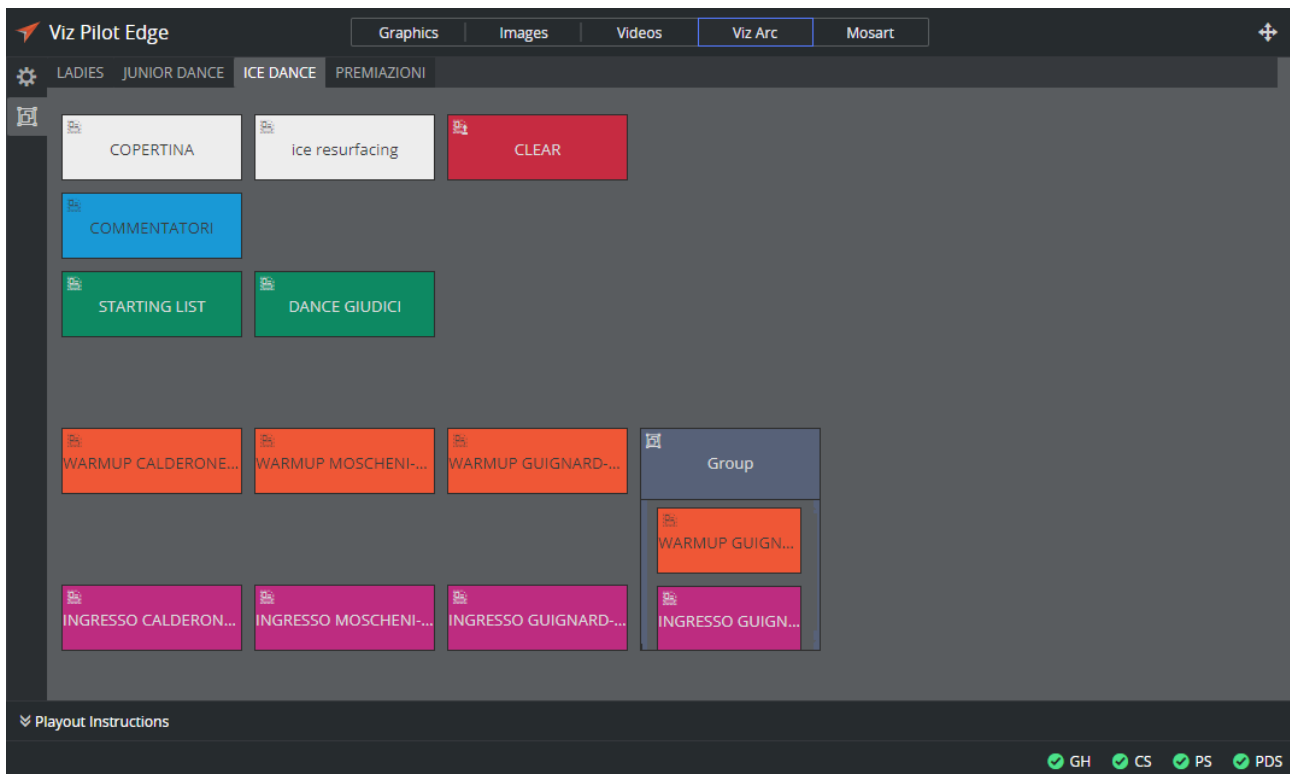 Viz Pilot Edge
Graphics
Images
Videos
Viz Arc
Mosart
LADIES
JUNIOR DANCE
ICE DANCE
PREMIAZIONI
COPERTINA
ice resurfacing
CLEAR
COMMENTATORI
STARTING LIST
DANCE GIUDICI
WARMUP CALDERONE...
WARMUP MOSCHENI-...
WARMUP GUIGNARD-...
Group
WARMUP GUIGN...
INGRESSO CALDERON...
INGRESSO MOSCHENI-...
INGRESSO GUIGNARD-...
INGRESSO GUIGN...
Playout Instructions
GH
CS
PS
PDS